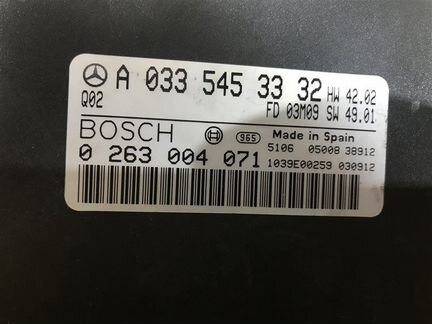 A 033 545 33 32 HW 42.02
Q02 FD 03M09 SW 49.01
BOSCH 965 Made in Spain
5106 05008 38912
0 263 004 071 1039E00259 030912